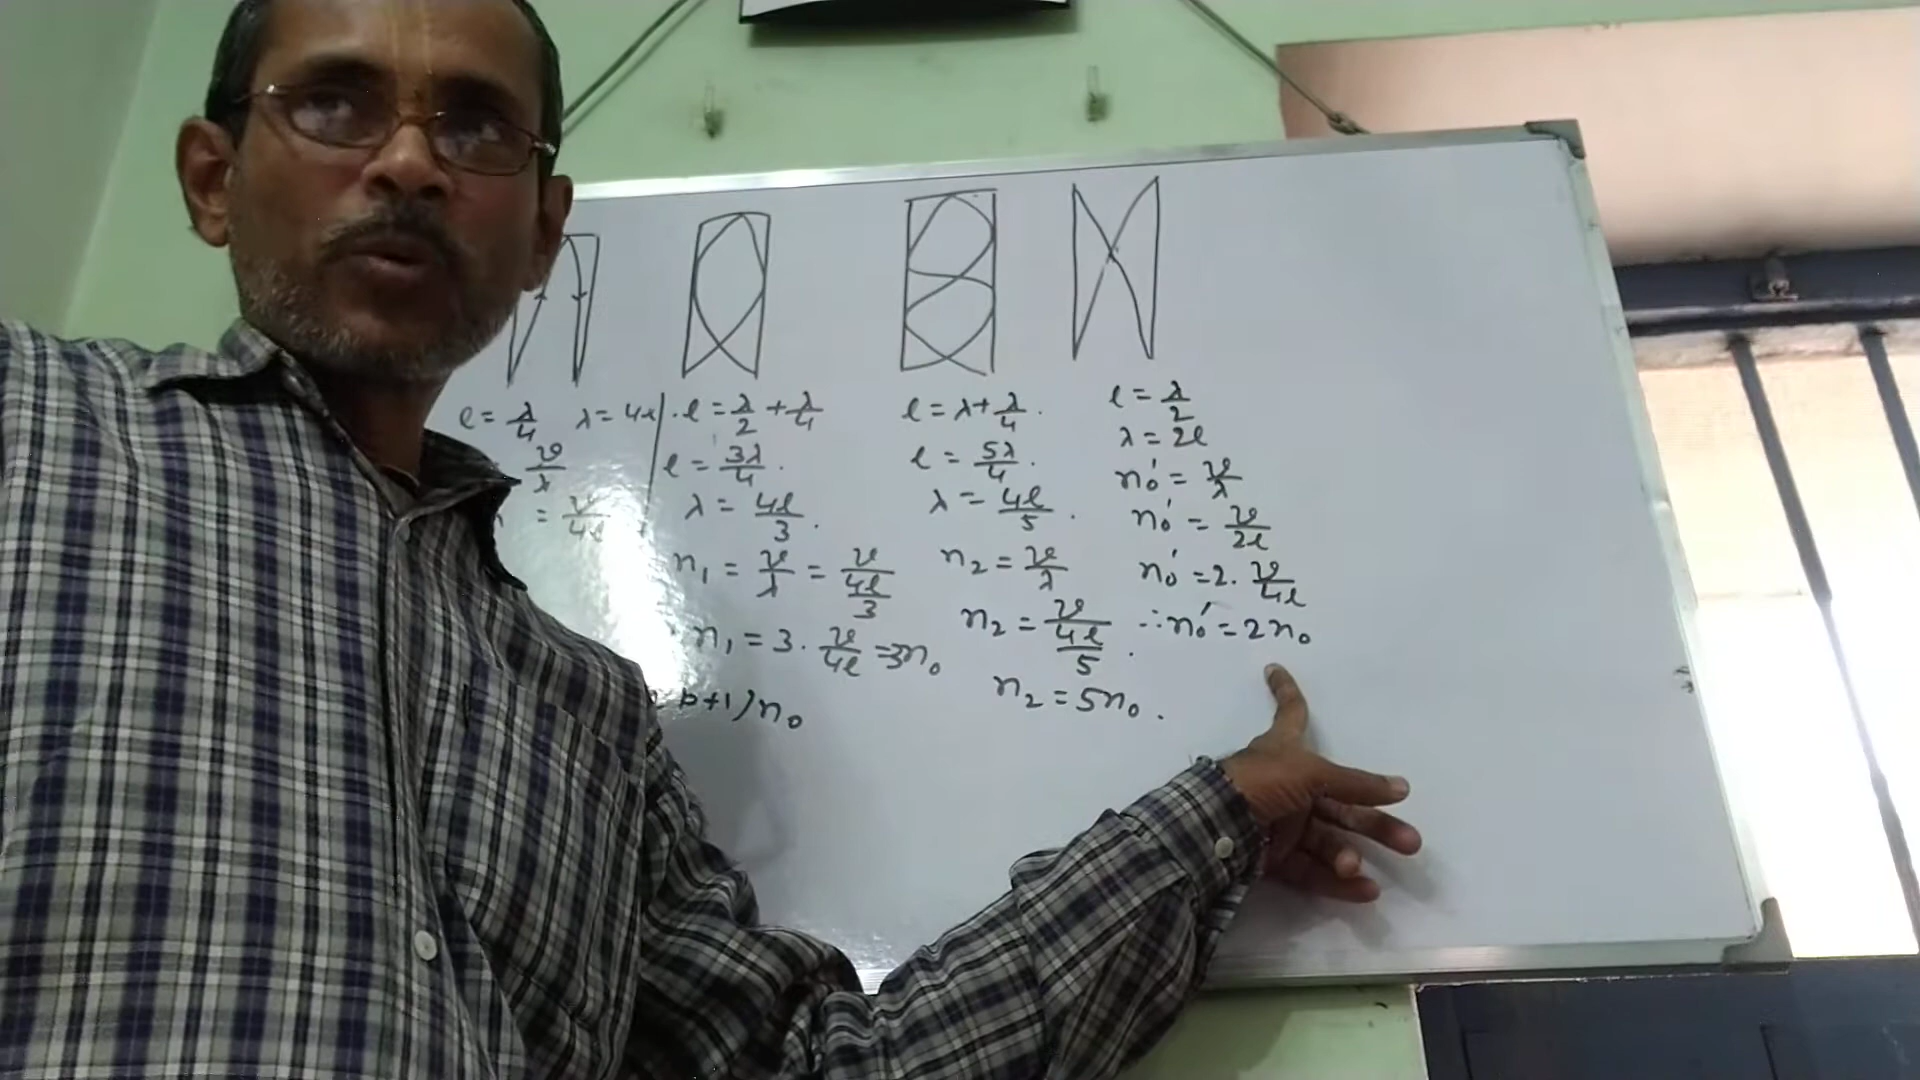 l = λ/4 λ = 4l
v/λ
= v/4l
l = λ/2 + λ/4
l = 3λ/4 .
λ = 4l/3 .
n₁ = v/λ = v/(4l/3)
n₁ = 3 . v/4l = 3n₀
p+1)n₀
l = λ + λ/4 .
l = 5λ/4 .
λ = 4l/5 .
n₂ = v/λ
n₂ = v/(4l/5) .
n₂ = 5n₀ .
l = λ/2
λ = 2l
n₀' = v/λ
n₀' = v/2l
n₀' = 2 . v/4l
∴ n₀' = 2n₀